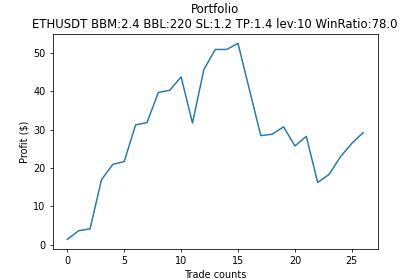 Portfolio
ETHUSDT BBM:2.4 BBL:220 SL:1.2 TP:1.4 lev:10 WinRatio:78.0
50
40
30
20
10
0
Profit ($)
0 5 10 15 20 25
Trade counts